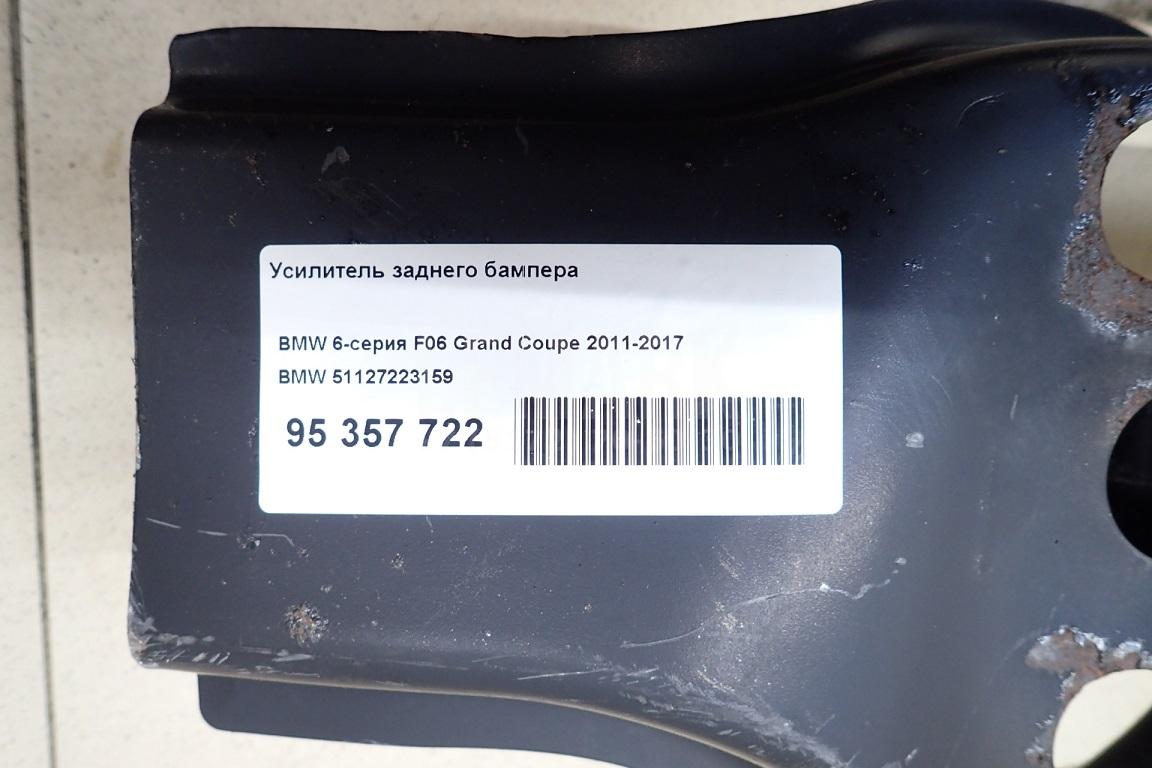 Усилитель заднего бампера
BMW 6-серия F06 Grand Coupe 2011-2017
BMW 51127223159
95 357 722